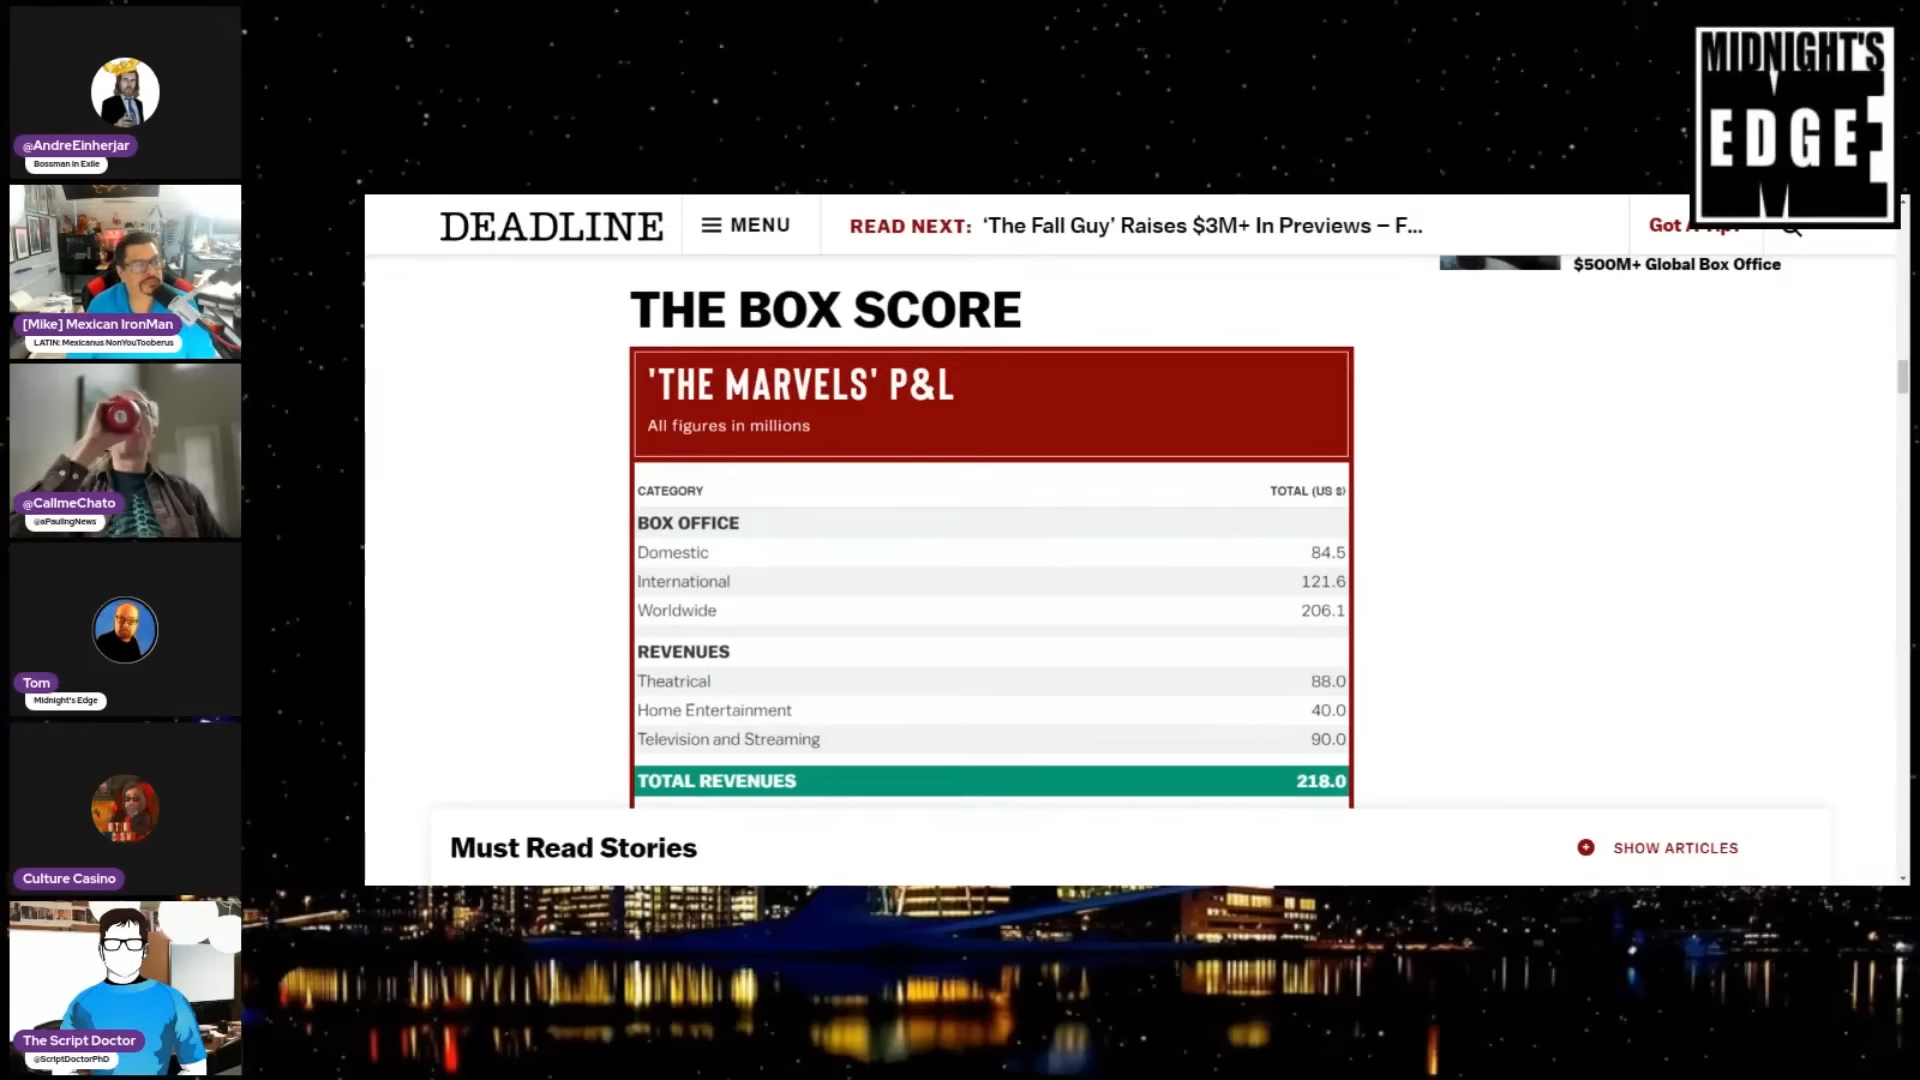 @AndreEinherjar
Bossman in Exile
[Mike] Mexican IronMan
LATIN: Mexicanus NonYouTooberus
@CallmeChato
@aPaulingNews
Tom
Midnight's Edge
Culture Casino
The Script Doctor
@ScriptDoctorPhD
MIDNIGHT'S
EDGE
DEADLINE
MENU
READ NEXT: ‘The Fall Guy’ Raises $3M+ In Previews – F...
Got A Tip?
$500M+ Global Box Office
THE BOX SCORE
'THE MARVELS' P&L
All figures in millions
CATEGORY TOTAL (US $)
BOX OFFICE
Domestic 84.5
International 121.6
Worldwide 206.1
REVENUES
Theatrical 88.0
Home Entertainment 40.0
Television and Streaming 90.0
TOTAL REVENUES 218.0
Must Read Stories
SHOW ARTICLES